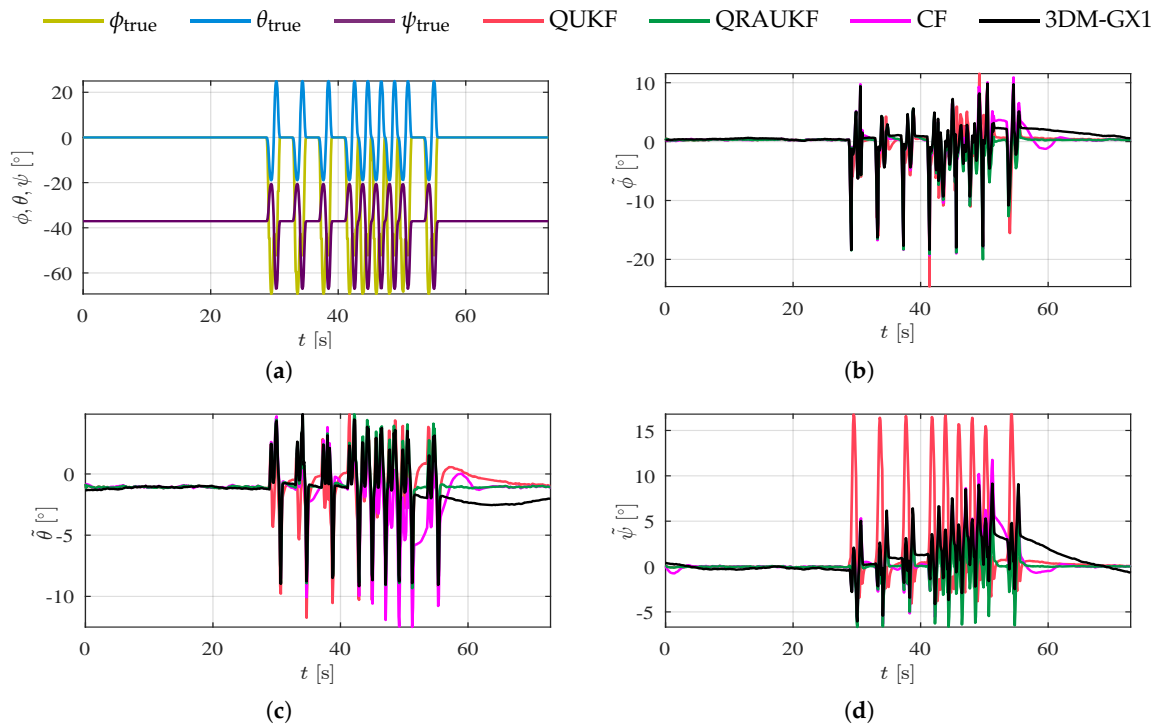 ϕtrue θtrue ψtrue QUKF QRAUKF CF 3DM-GX1
20
0
-20
-40
-60
ϕ, θ, ψ [°]
0 20 40 60
t [s]
(a)
10
0
-10
-20
ϕ̃ [°]
0 20 40 60
t [s]
(b)
0
-5
-10
θ̃ [°]
0 20 40 60
t [s]
(c)
15
10
5
0
-5
ψ̃ [°]
0 20 40 60
t [s]
(d)